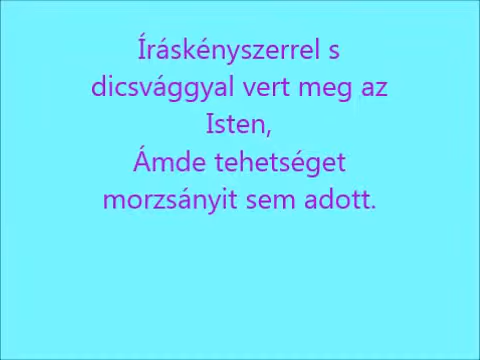 Íráskényszerrel s
dicsvággyal vert meg az
Isten,
Ámde tehetséget
morzsányit sem adott.